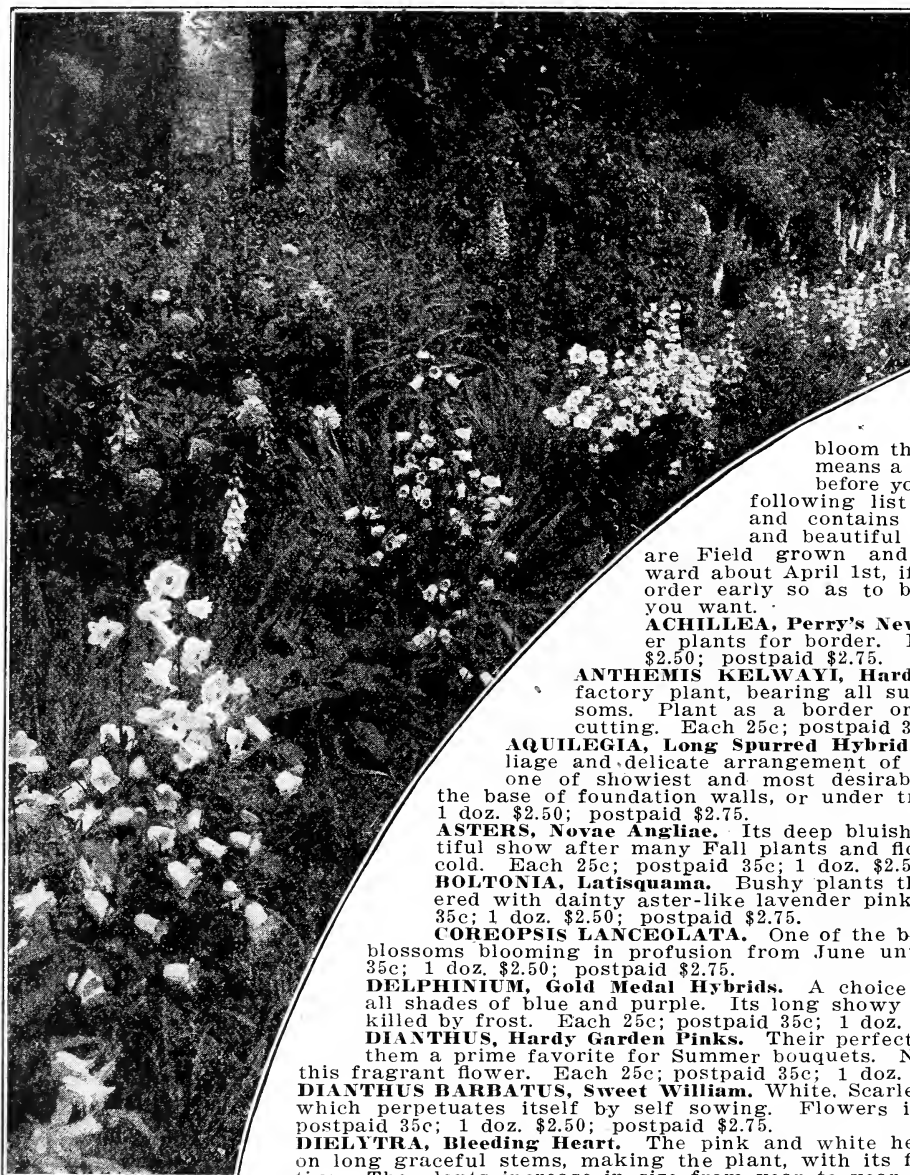 bloom th
means a
before yo
following list
and contains
and beautiful
are Field grown and
ward about April 1st, i
order early so as to b
you want.
ACHILLEA, Perry's Nev
er plants for border.
$2.50; postpaid $2.75.
ANTHEMIS KELWAYI, Hard
factory plant, bearing all su
soms. Plant as a border or
cutting. Each 25c; postpaid 3
AQUILEGIA, Long Spurred Hybrid
liage and delicate arrangement of
one of showiest and most desirab
the base of foundation walls, or under t
1 doz. $2.50; postpaid $2.75.
ASTERS, Novae Angliae. Its deep bluish
tiful show after many Fall plants and flo
cold. Each 25c; postpaid 35c; 1 doz. $2.5
BOLTONIA, Latisquama. Bushy plants th
ered with dainty aster-like lavender pink
35c; 1 doz. $2.50; postpaid $2.75.
COREOPSIS LANCEOLATA. One of the b
blossoms blooming in profusion from June un
35c; 1 doz. $2.50; postpaid $2.75.
DELPHINIUM, Gold Medal Hybrids. A choice
all shades of blue and purple. Its long showy
killed by frost. Each 25c; postpaid 35c; 1 doz.
DIANTHUS, Hardy Garden Pinks. Their perfect
them a prime favorite for Summer bouquets. N
this fragrant flower. Each 25c; postpaid 35c; 1 doz.
DIANTHUS BARBATUS, Sweet William. White, Scarle
which perpetuates itself by self sowing. Flowers i
postpaid 35c; 1 doz. $2.50; postpaid $2.75.
DIELYTRA, Bleeding Heart. The pink and white he
on long graceful stems, making the plant, with its f